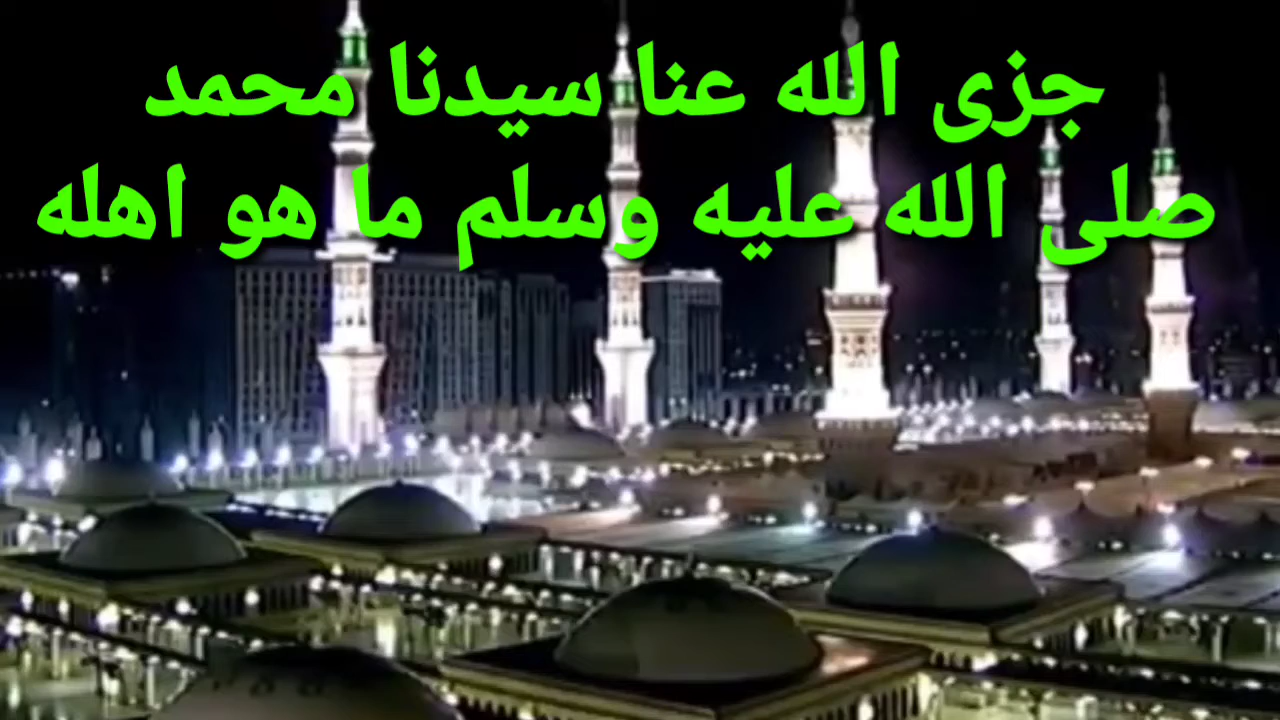 جزى الله عنا سيدنا محمد
صلى الله عليه وسلم ما هو اهله